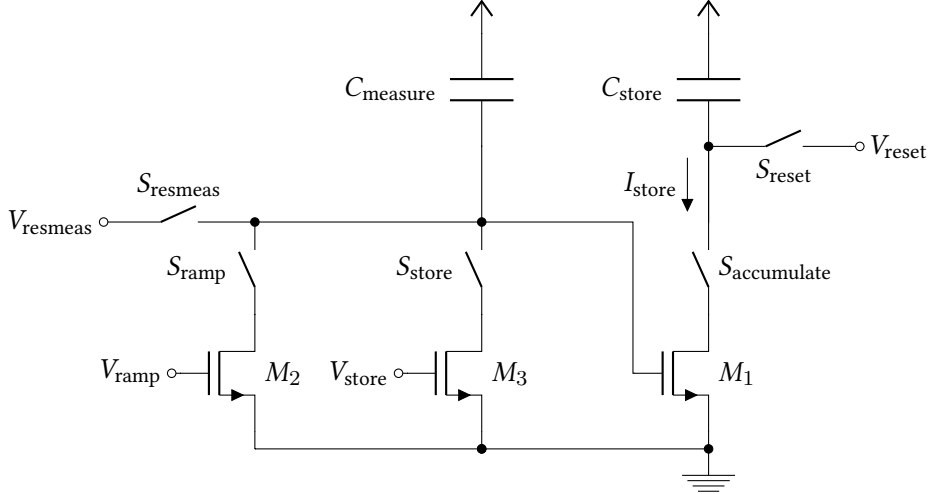 C_measure
C_store
V_reset
S_reset
I_store
S_resmeas
V_resmeas
S_ramp
S_store
S_accumulate
V_ramp
M_2
V_store
M_3
M_1